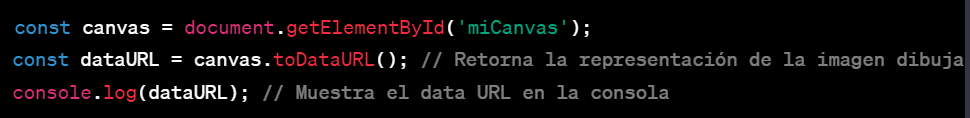 const canvas = document.getElementById('miCanvas');
const dataURL = canvas.toDataURL(); // Retorna la representación de la imagen dibuja
console.log(dataURL); // Muestra el data URL en la consola